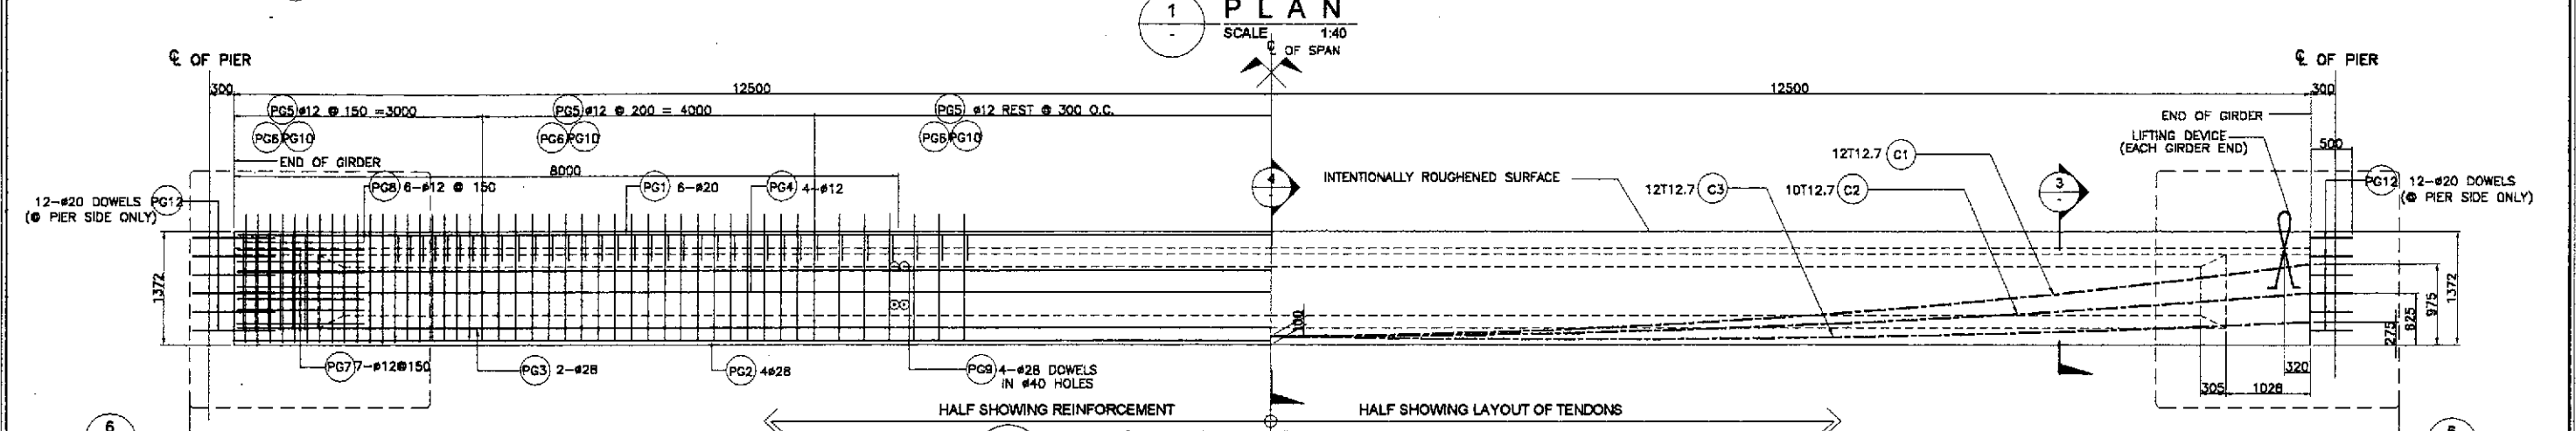 1
-
P L A N
SCALE 1:40
℄ OF SPAN
℄ OF PIER
℄ OF PIER
300
12500
12500
300
PG5 ø12 @ 150 =3000
PG5 ø12 @ 200 = 4000
PG5 ø12 REST @ 300 O.C.
PG6 PG10
PG6 PG10
PG6 PG10
END OF GIRDER
END OF GIRDER
LIFTING DEVICE
(EACH GIRDER END)
500
8000
PG8 6-ø12 @ 150
PG1 6-ø20
PG4 4-ø12
4
INTENTIONALLY ROUGHENED SURFACE
12T12.7 C1
12T12.7 C3
10T12.7 C2
3
-
12-ø20 DOWELS PG12
(@ PIER SIDE ONLY)
PG12 12-ø20 DOWELS
(@ PIER SIDE ONLY)
1372
100
275
625
975
1372
320
305
1028
PG7 7-ø12@150
PG3 2-ø28
PG2 4ø28
PG9 4-ø28 DOWELS
IN ø40 HOLES
HALF SHOWING REINFORCEMENT
HALF SHOWING LAYOUT OF TENDONS
6